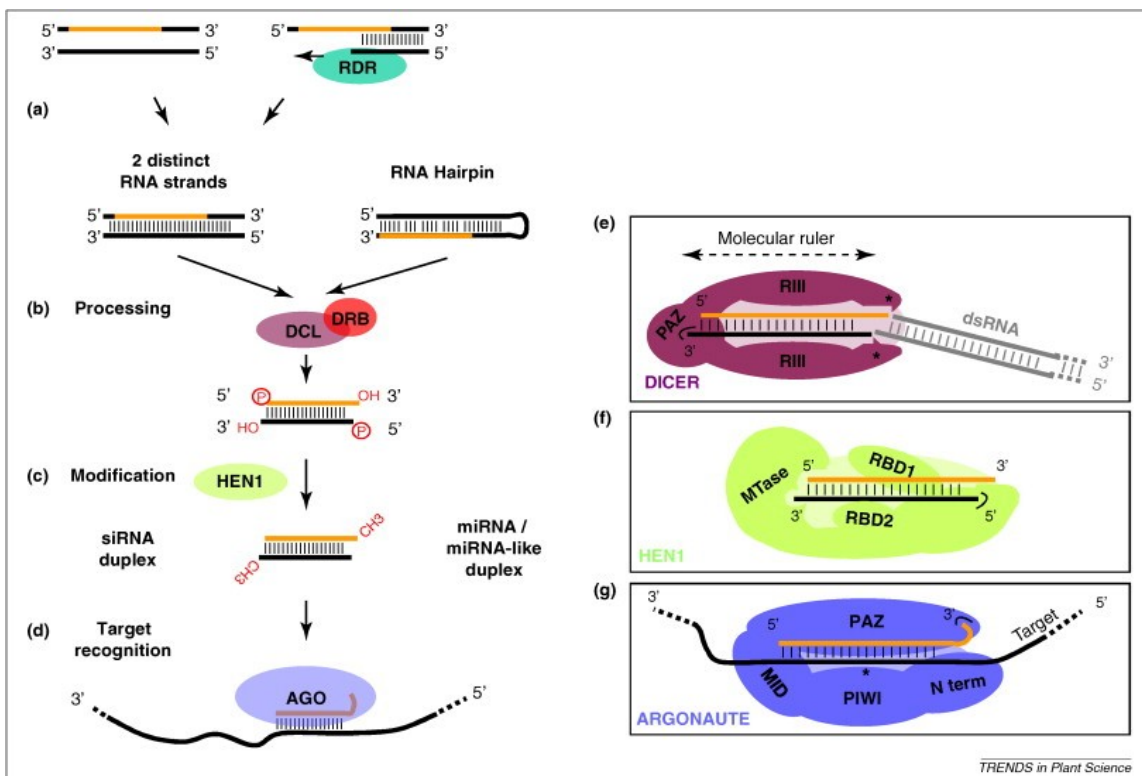 5’ 3’ 5’ 3’
3’ 5’ 5’
RDR
(a)
2 distinct
RNA strands
RNA Hairpin
5’ 3’ 5’
3’ 5’ 3’
(b) Processing
DCL DRB
5’ P OH 3’
3’ HO P 5’
(c) Modification
HEN1
CH3
siRNA
duplex
CH3
miRNA /
miRNA-like
duplex
(d) Target
recognition
3’ AGO 5’
(e)
Molecular ruler
RIII
5’ *
PAZ
dsRNA
3’
RIII *
3’
5’
DICER
(f)
MTase
5’ RBD1 3’
3’ RBD2 5’
HEN1
(g)
3’ 5’
PAZ
5’ 3’
Target
*
MID PIWI N term
ARGONAUTE
TRENDS in Plant Science